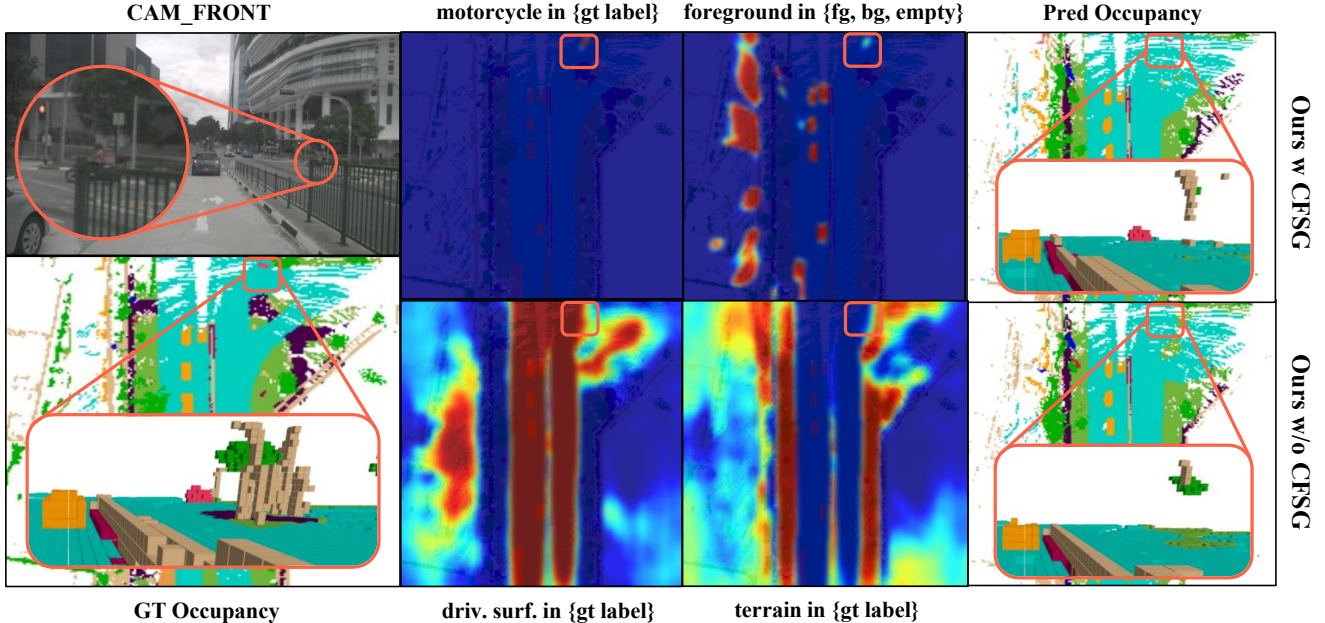 CAM_FRONT
motorcycle in {gt label}
foreground in {fg, bg, empty}
Pred Occupancy
Ours w CFSG
Ours w/o CFSG
GT Occupancy
driv. surf. in {gt label}
terrain in {gt label}